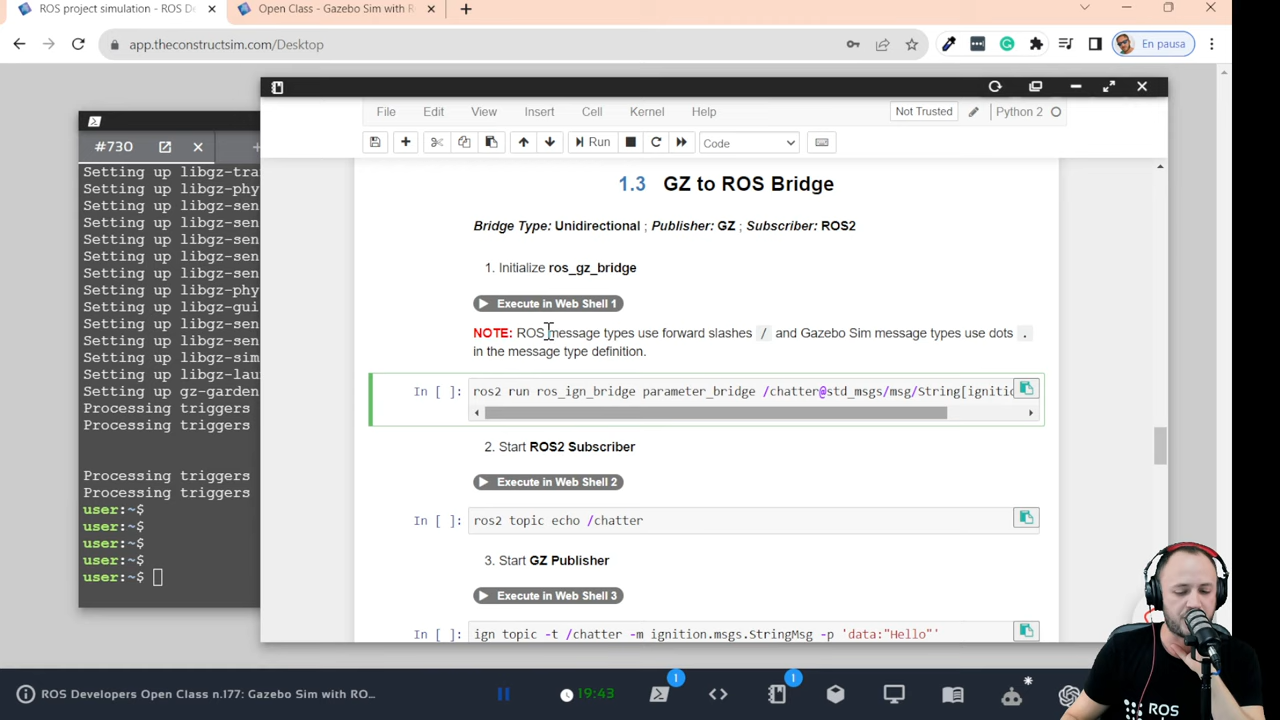 ROS project simulation - ROS De
Open Class - Gazebo Sim with R
app.theconstructsim.com/Desktop
En pausa
#730
Setting up libgz-tra
Setting up libgz-phy
Setting up libgz-sen
Setting up libgz-sen
Setting up libgz-sen
Setting up libgz-sen
Setting up libgz-sen
Setting up libgz-phy
Setting up libgz-gui
Setting up libgz-sen
Setting up libgz-sen
Setting up libgz-sim
Setting up libgz-lau
Setting up gz-garden
Processing triggers
Processing triggers
Processing triggers
Processing triggers
user:~$
user:~$
user:~$
user:~$
user:~$
File Edit View Insert Cell Kernel Help
Not Trusted
Python 2
Run
Code
1.3 GZ to ROS Bridge
Bridge Type: Unidirectional ; Publisher: GZ ; Subscriber: ROS2
1. Initialize ros_gz_bridge
Execute in Web Shell 1
NOTE: ROS message types use forward slashes / and Gazebo Sim message types use dots .
in the message type definition.
In [ ]: ros2 run ros_ign_bridge parameter_bridge /chatter@std_msgs/msg/String[ignitio
2. Start ROS2 Subscriber
Execute in Web Shell 2
In [ ]: ros2 topic echo /chatter
3. Start GZ Publisher
Execute in Web Shell 3
In [ ]: ign topic -t /chatter -m ignition.msgs.StringMsg -p 'data:"Hello"'
ROS Developers Open Class n.177: Gazebo Sim with RO...
19:43
1
1
ROS